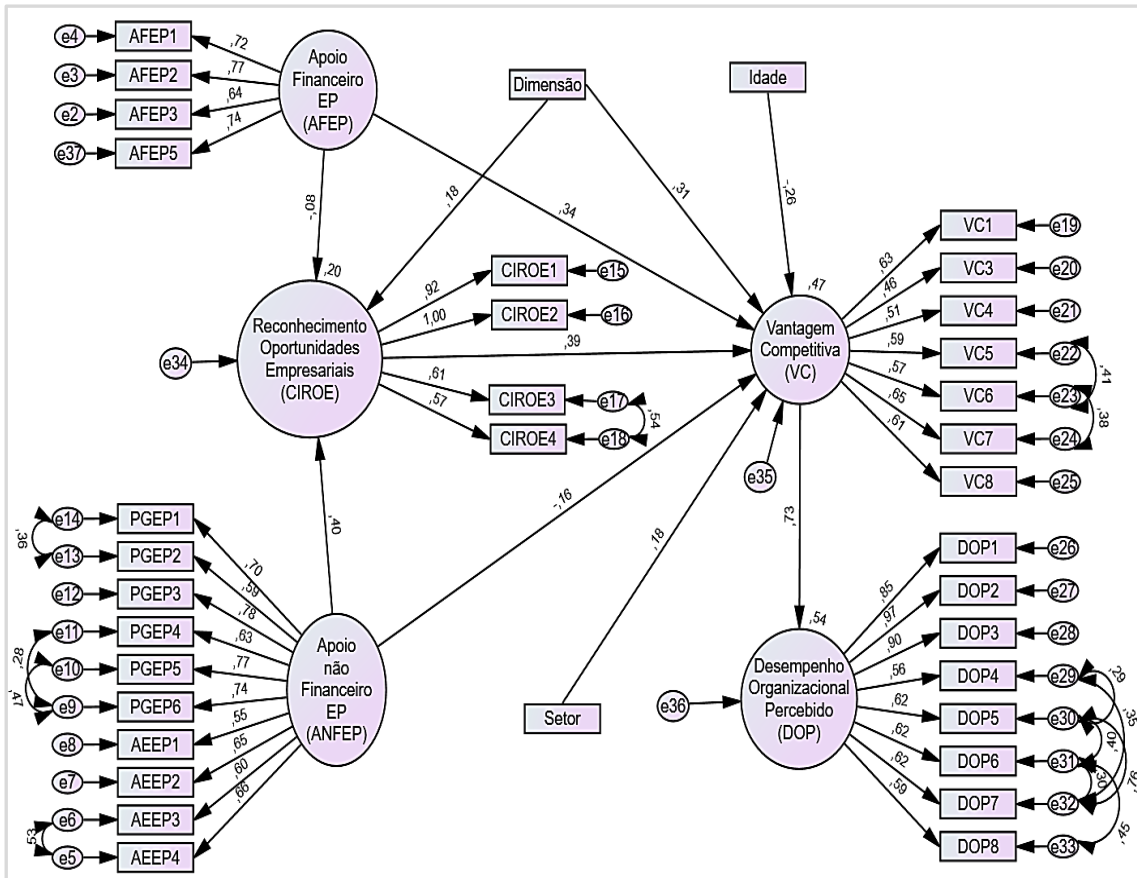 e4
AFEP1
,72
e3
AFEP2
,77
e2
AFEP3
,64
e37
AFEP5
,74
Apoio
Financeiro
EP
(AFEP)
Dimensão
Idade
-,08
,18
,34
,31
-,26
,20
Reconhecimento
Oportunidades
Empresariais
(CIROE)
e34
,92
CIROE1
e15
1,00
CIROE2
e16
,39
,61
CIROE3
e17
,57
CIROE4
e18
,54
,47
Vantagem
Competitiva
(VC)
e35
,63
VC1
e19
,46
VC3
e20
,51
VC4
e21
,59
VC5
e22
,57
VC6
e23
,65
VC7
e24
,61
VC8
e25
,41
,38
,40
-,16
,18
,73
,36
e14
PGEP1
,70
e13
PGEP2
,59
e12
PGEP3
,78
e11
PGEP4
,63
e10
PGEP5
,77
e9
PGEP6
,74
e8
AEEP1
,55
e7
AEEP2
,65
e6
AEEP3
,60
e5
AEEP4
,66
,28
,47
,53
Apoio
não
Financeiro
EP
(ANFEP)
Setor
,54
Desempenho
Organizacional
Percebido
(DOP)
e36
,85
DOP1
e26
,97
DOP2
e27
,90
DOP3
e28
,56
DOP4
e29
,62
DOP5
e30
,62
DOP6
e31
,62
DOP7
e32
,59
DOP8
e33
,29
,35
,40
,76
,30
,45